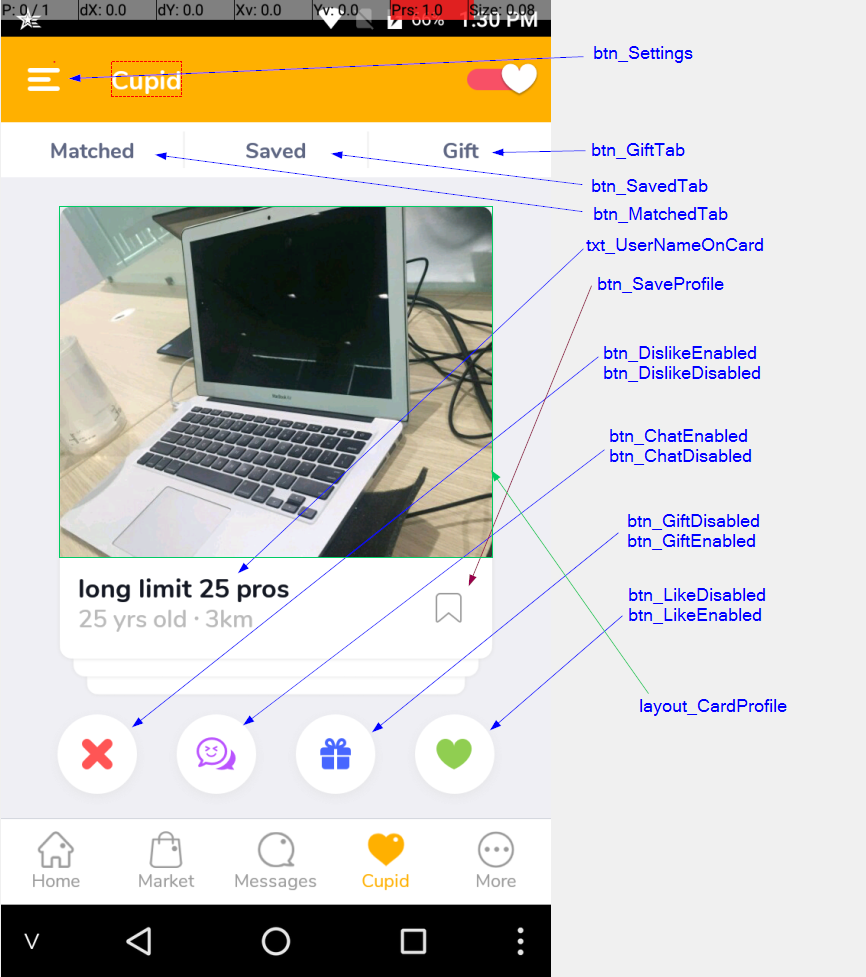 P: 0 / 1 dX: 0.0 dY: 0.0 Xv: 0.0 Yv: 0.0 Prs: 1.0 Size: 0.08
60% 1:30 PM
Cupid
btn_Settings
Matched Saved Gift
btn_GiftTab
btn_SavedTab
btn_MatchedTab
txt_UserNameOnCard
btn_SaveProfile
btn_DislikeEnabled
btn_DislikeDisabled
btn_ChatEnabled
btn_ChatDisabled
btn_GiftDisabled
btn_GiftEnabled
long limit 25 pros
25 yrs old · 3km
btn_LikeDisabled
btn_LikeEnabled
layout_CardProfile
Home Market Messages Cupid More